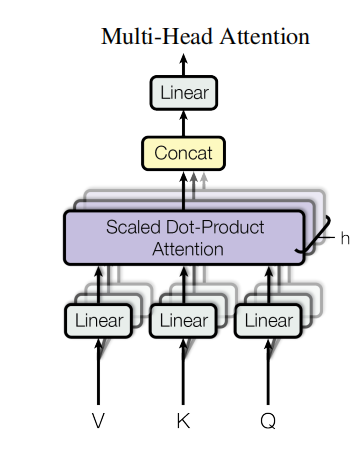 Multi-Head Attention
Linear
Concat
Scaled Dot-Product
Attention
h
Linear Linear Linear
V K Q